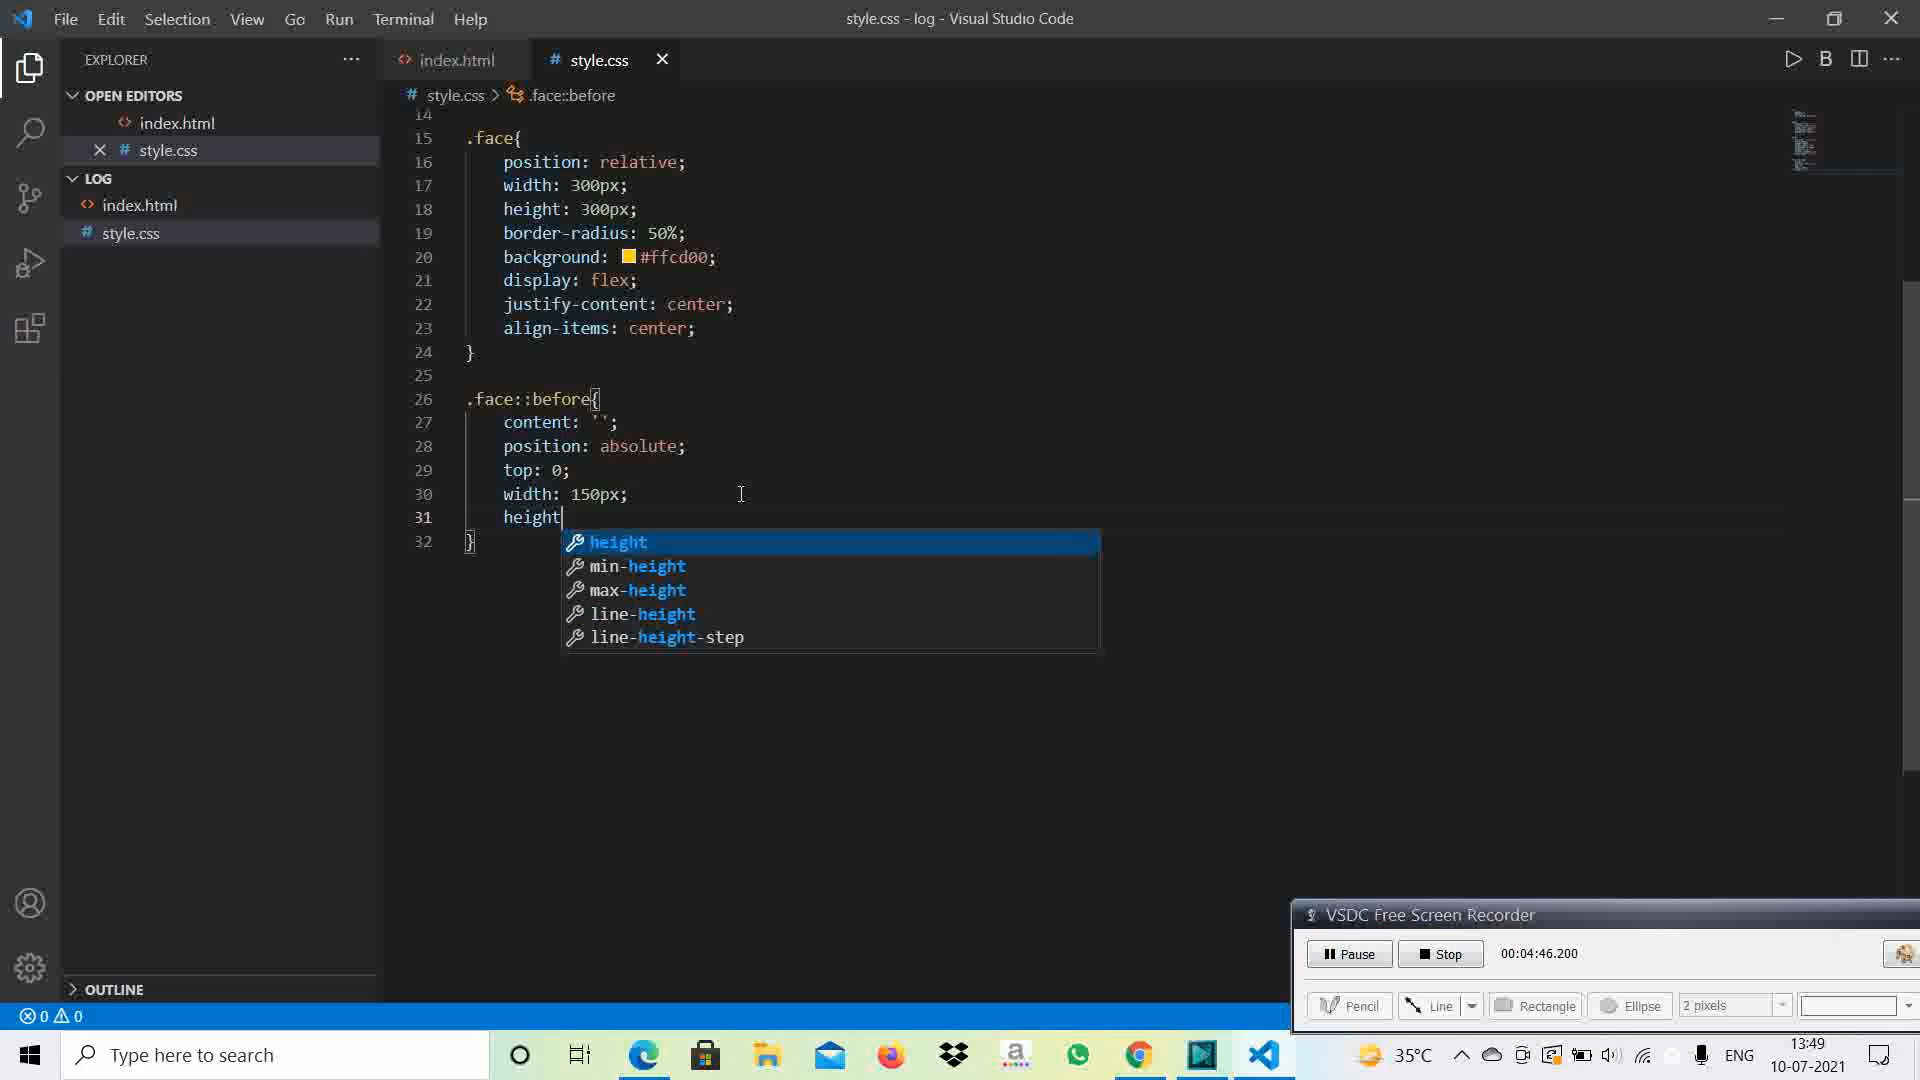 File Edit Selection View Go Run Terminal Help
style.css - log - Visual Studio Code
EXPLORER
index.html
# style.css
OPEN EDITORS
# style.css > .face::before
index.html
# style.css
LOG
index.html
# style.css
14
15 .face{
16 position: relative;
17 width: 300px;
18 height: 300px;
19 border-radius: 50%;
20 background: #ffcd00;
21 display: flex;
22 justify-content: center;
23 align-items: center;
24 }
25
26 .face::before{
27 content: '';
28 position: absolute;
29 top: 0;
30 width: 150px;
31 height
32 }
height
min-height
max-height
line-height
line-height-step
OUTLINE
0 0
VSDC Free Screen Recorder
Pause Stop 00:04:46.200
Pencil Line Rectangle Ellipse 2 pixels
Type here to search
35°C
ENG
13:49
10-07-2021